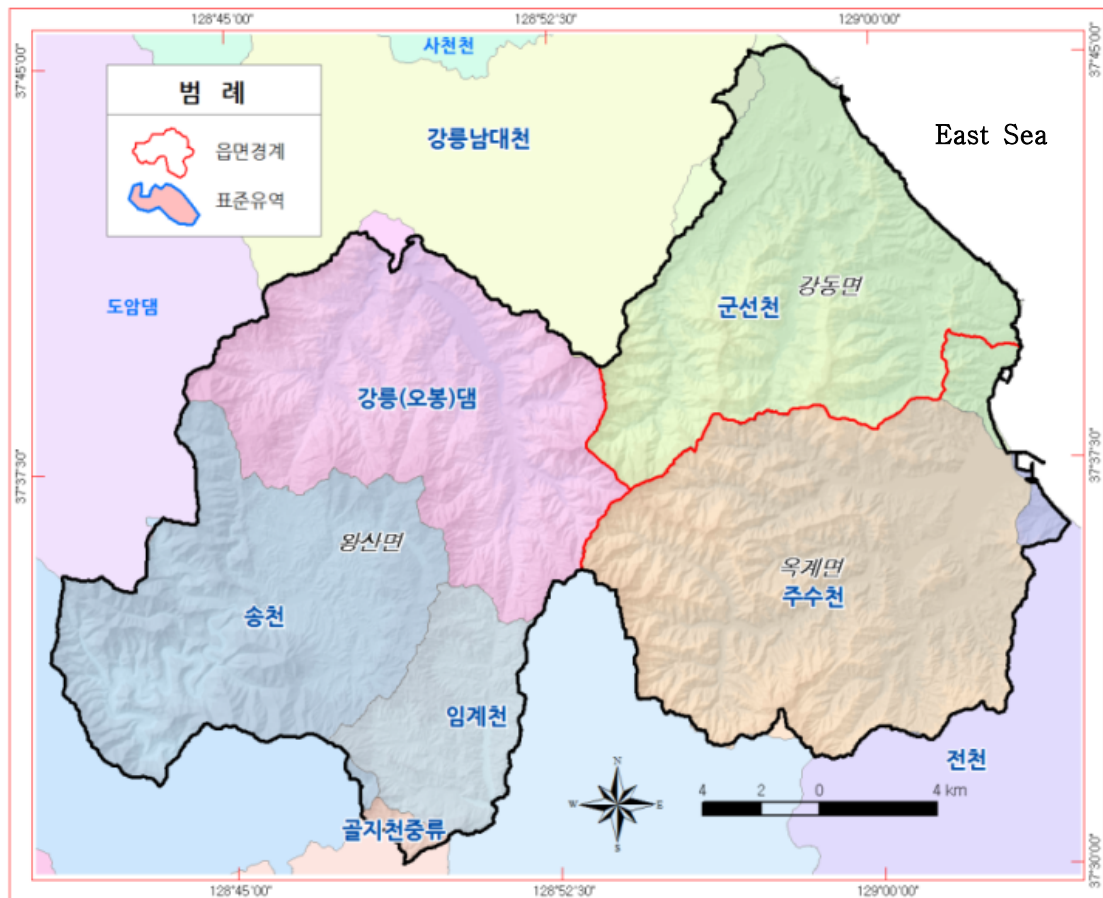 128°45'00"
128°52'30"
129°00'00"
37°45'00"
37°45'00"
사천천
범 례
읍면경계
표준유역
강릉남대천
East Sea
도암댐
강동면
군선천
강릉(오봉)댐
37°37'30"
37°37'30"
왕산면
옥계면
주수천
송천
임계천
전천
N
W
E
S
4
2
0
4 km
골지천중류
37°30'00"
128°45'00"
128°52'30"
129°00'00"